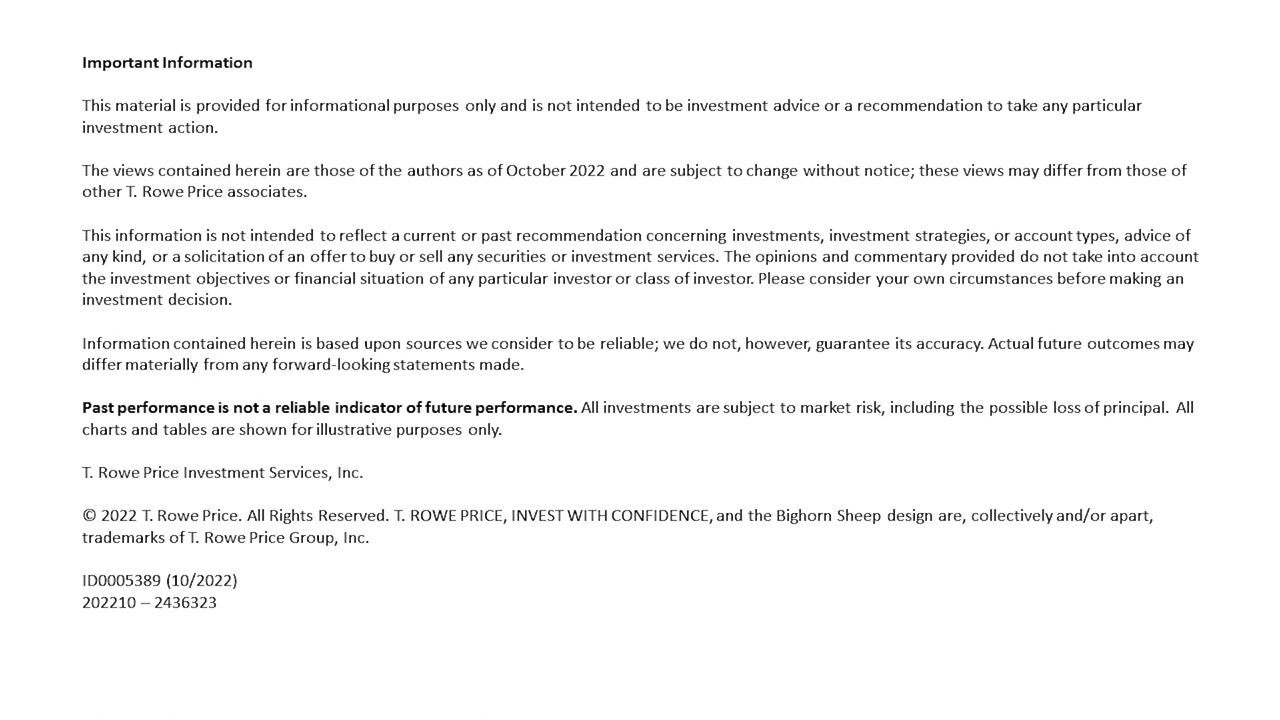 Important Information
This material is provided for informational purposes only and is not intended to be investment advice or a recommendation to take any particular
investment action.
The views contained herein are those of the authors as of October 2022 and are subject to change without notice; these views may differ from those of
other T. Rowe Price associates.
This information is not intended to reflect a current or past recommendation concerning investments, investment strategies, or account types, advice of
any kind, or a solicitation of an offer to buy or sell any securities or investment services. The opinions and commentary provided do not take into account
the investment objectives or financial situation of any particular investor or class of investor. Please consider your own circumstances before making an
investment decision.
Information contained herein is based upon sources we consider to be reliable; we do not, however, guarantee its accuracy. Actual future outcomes may
differ materially from any forward-looking statements made.
Past performance is not a reliable indicator of future performance. All investments are subject to market risk, including the possible loss of principal. All
charts and tables are shown for illustrative purposes only.
T. Rowe Price Investment Services, Inc.
© 2022 T. Rowe Price. All Rights Reserved. T. ROWE PRICE, INVEST WITH CONFIDENCE, and the Bighorn Sheep design are, collectively and/or apart,
trademarks of T. Rowe Price Group, Inc.
ID0005389 (10/2022)
202210 – 2436323